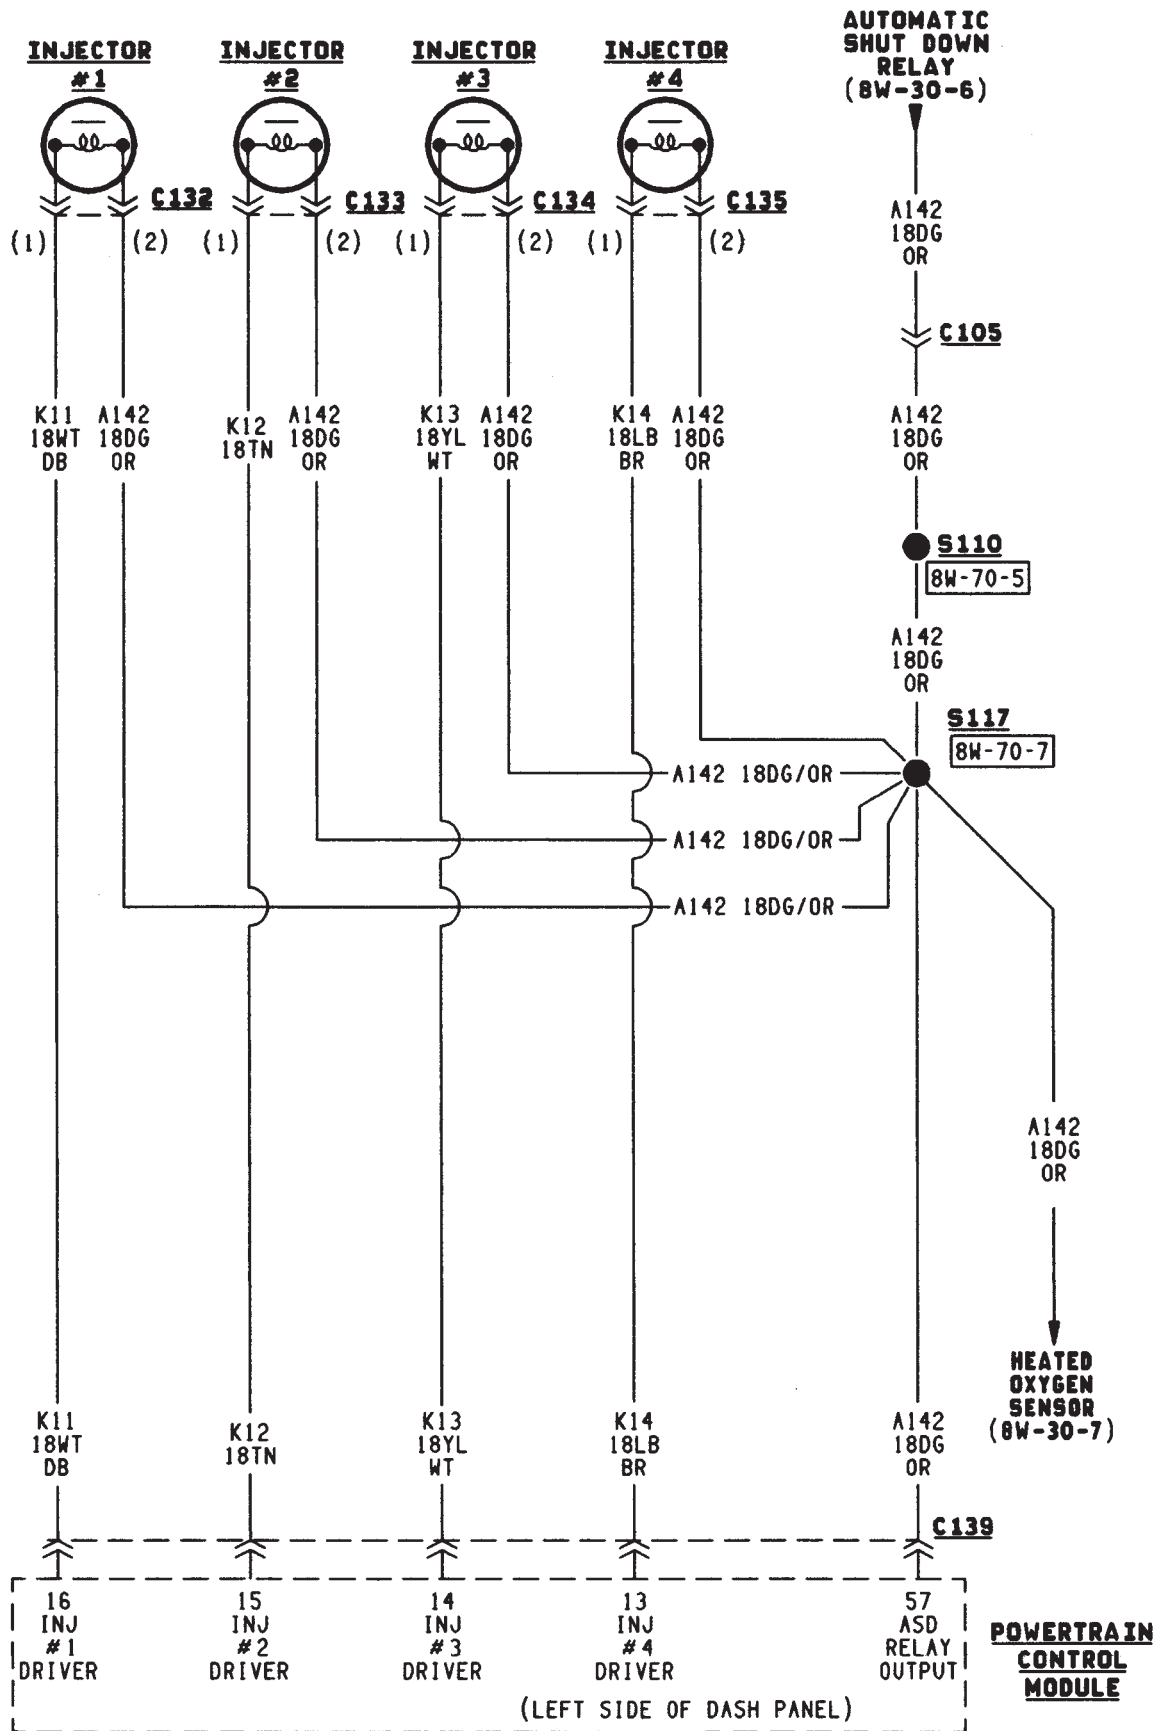 AUTOMATIC
SHUT DOWN
RELAY
(8W-30-6)
INJECTOR
#1
INJECTOR
#2
INJECTOR
#3
INJECTOR
#4
C132
C133
C134
C135
(1)
(2)
(1)
(2)
(1)
(2)
(1)
(2)
A142
18DG
OR
C105
K11
18WT
DB
A142
18DG
OR
K12
18TN
A142
18DG
OR
K13
18YL
WT
A142
18DG
OR
K14
18LB
BR
A142
18DG
OR
A142
18DG
OR
S110
8W-70-5
A142
18DG
OR
S117
8W-70-7
A142 18DG/OR
A142 18DG/OR
A142 18DG/OR
A142
18DG
OR
HEATED
OXYGEN
SENSOR
(8W-30-7)
K11
18WT
DB
K12
18TN
K13
18YL
WT
K14
18LB
BR
A142
18DG
OR
C139
16
INJ
#1
DRIVER
15
INJ
#2
DRIVER
14
INJ
#3
DRIVER
13
INJ
#4
DRIVER
57
ASD
RELAY
OUTPUT
POWERTRAIN
CONTROL
MODULE
(LEFT SIDE OF DASH PANEL)